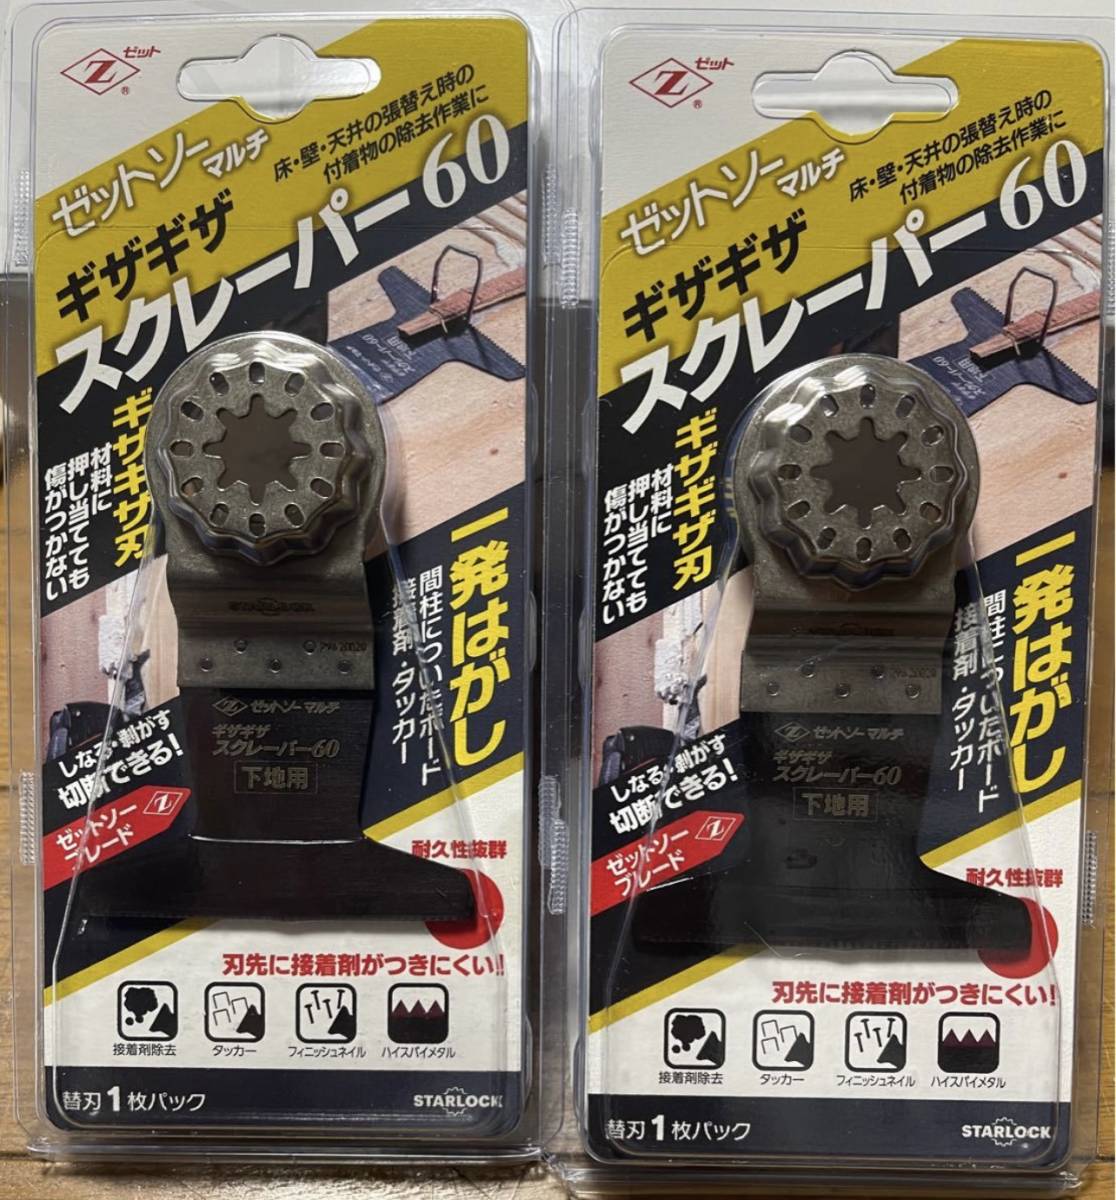 ゼット
Z
®
ゼットソーマルチ
床・壁・天井の張替え時の
付着物の除去作業に
ギザギザ
スクレーパー60
ギザギザ刃
材料に
押し当てても
傷がつかない
一発はがし
間柱についたボード
接着剤・タッカー
STARLOCK
Z ゼットソー マルチ
ギザギザ
スクレーパー60
下地用
しなる・剥がす
切断できる!
ゼットソー
ブレード
Z
耐久性抜群
刃先に接着剤がつきにくい!!
接着剤除去
タッカー
フィニッシュネイル
ハイスバイメタル
替刃1枚パック
STARLOCK
ゼット
Z
®
ゼットソーマルチ
床・壁・天井の張替え時の
付着物の除去作業に
ギザギザ
スクレーパー60
ギザギザ刃
材料に
押し当てても
傷がつかない
一発はがし
間柱についたボード
接着剤・タッカー
Z ゼットソー マルチ
ギザギザ
スクレーパー60
下地用
しなる・剥がす
切断できる!
ゼットソー
ブレード
Z
耐久性抜群
刃先に接着剤がつきにくい!
接着剤除去
タッカー
フィニッシュネイル
ハイスバイメタル
替刃1枚パック
STARLOCK